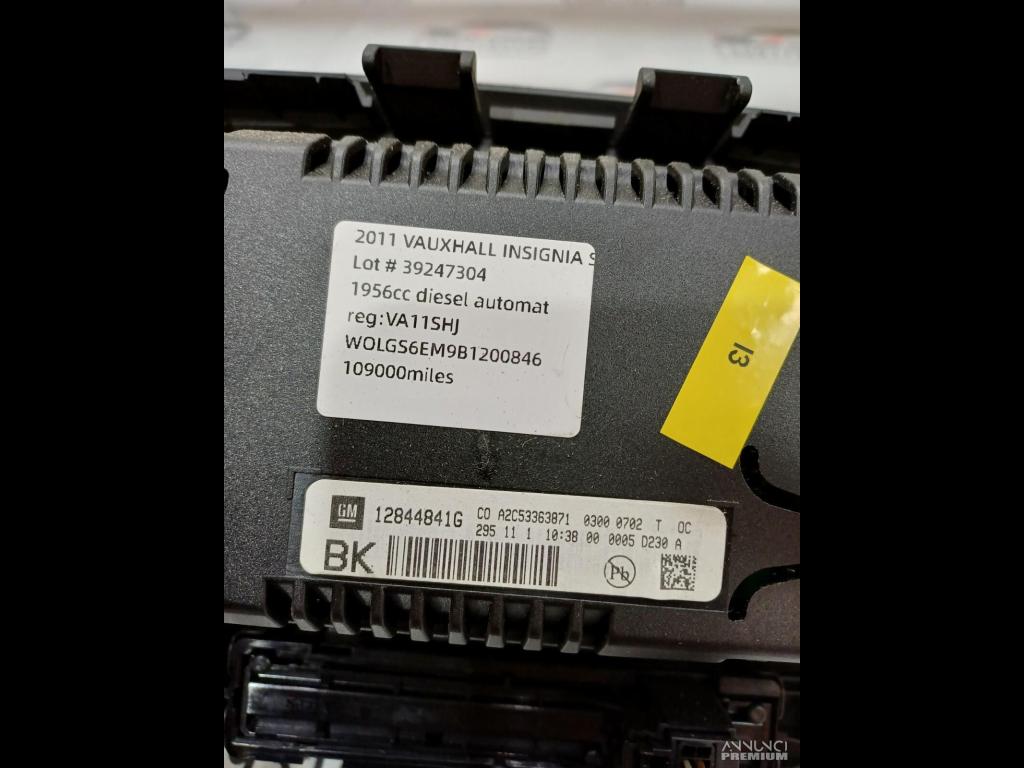 2011 VAUXHALL INSIGNIA S
Lot # 39247304
1956cc diesel automat
reg:VA11SHJ
WOLGS6EM9B1200846
109000miles
13
GM 12844841G CO A2C53363871 0300 0702 T OC
295 11 1 10:38 00 0005 D230 A
BK
Pb
ANNUNCI
PREMIUM